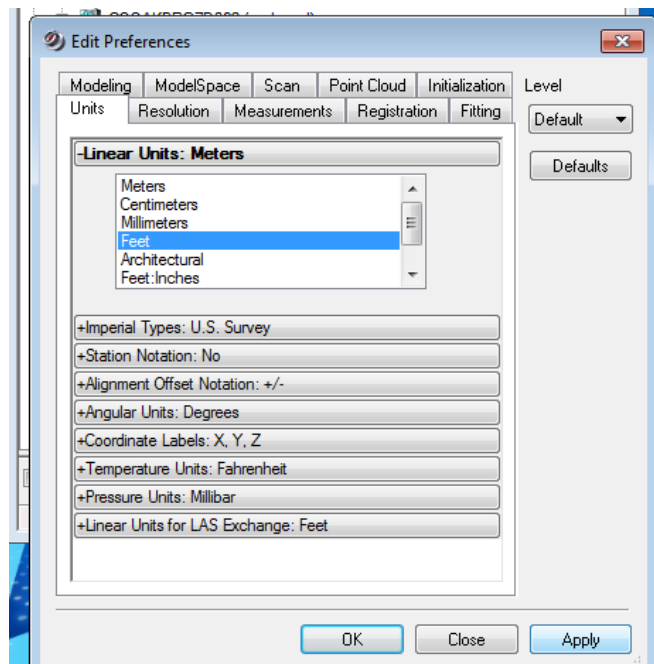 Edit Preferences
Modeling ModelSpace Scan Point Cloud Initialization Level
Units Resolution Measurements Registration Fitting Default
-Linear Units: Meters Defaults
Meters
Centimeters
Millimeters
Feet
Architectural
Feet:Inches
+Imperial Types: U.S. Survey
+Station Notation: No
+Alignment Offset Notation: +/-
+Angular Units: Degrees
+Coordinate Labels: X, Y, Z
+Temperature Units: Fahrenheit
+Pressure Units: Millibar
+Linear Units for LAS Exchange: Feet
OK Close Apply